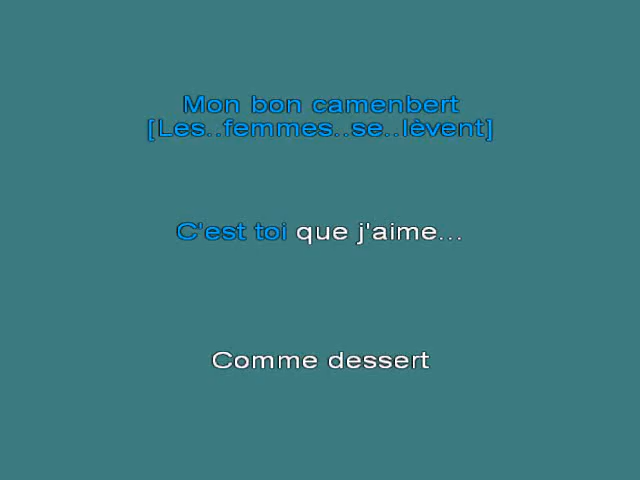 Mon bon camenbert
[Les..femmes..se..lèvent]
C'est toi que j'aime...
Comme dessert